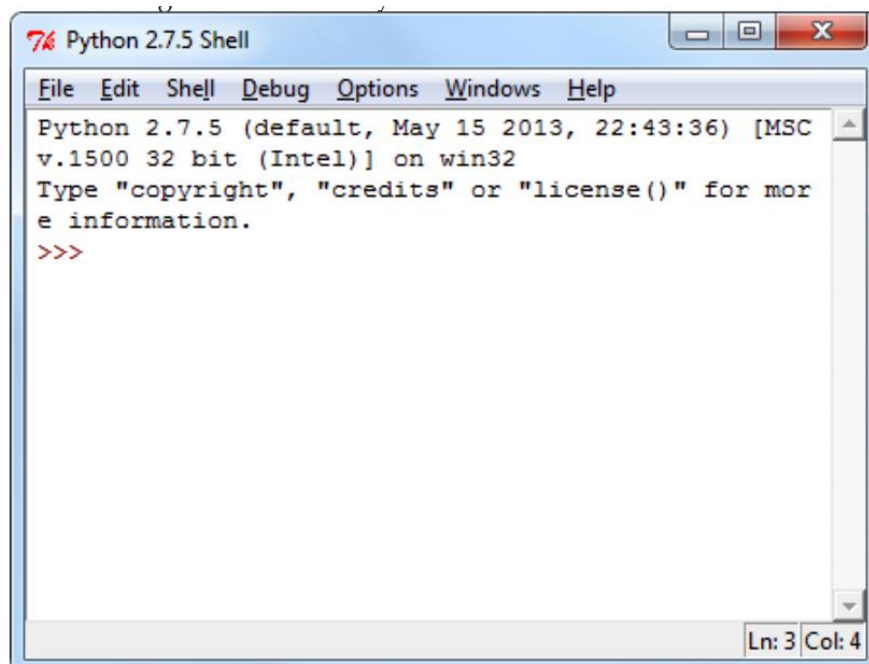 Python 2.7.5 Shell
File Edit Shell Debug Options Windows Help
Python 2.7.5 (default, May 15 2013, 22:43:36) [MSC
v.1500 32 bit (Intel)] on win32
Type "copyright", "credits" or "license()" for mor
e information.
>>>
Ln: 3 Col: 4